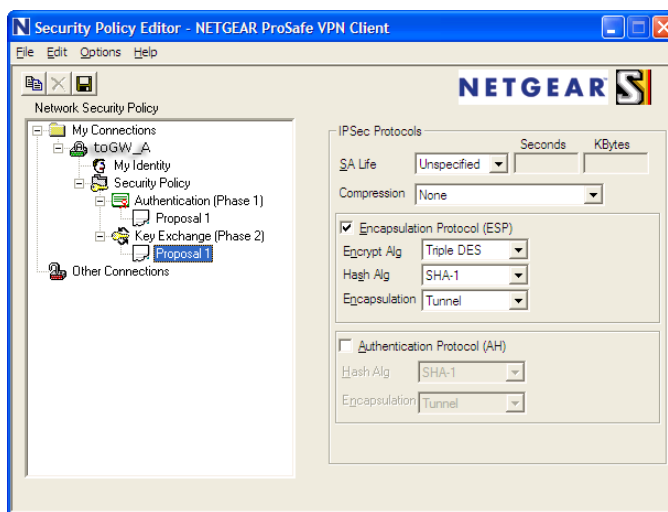 Security Policy Editor - NETGEAR ProSafe VPN Client
File Edit Options Help
NETGEAR
Network Security Policy
My Connections
toGW_A
My Identity
Security Policy
Authentication (Phase 1)
Proposal 1
Key Exchange (Phase 2)
Proposal 1
Other Connections
IPSec Protocols
Seconds KBytes
SA Life Unspecified
Compression None
Encapsulation Protocol (ESP)
Encrypt Alg Triple DES
Hash Alg SHA-1
Encapsulation Tunnel
Authentication Protocol (AH)
Hash Alg SHA-1
Encapsulation Tunnel